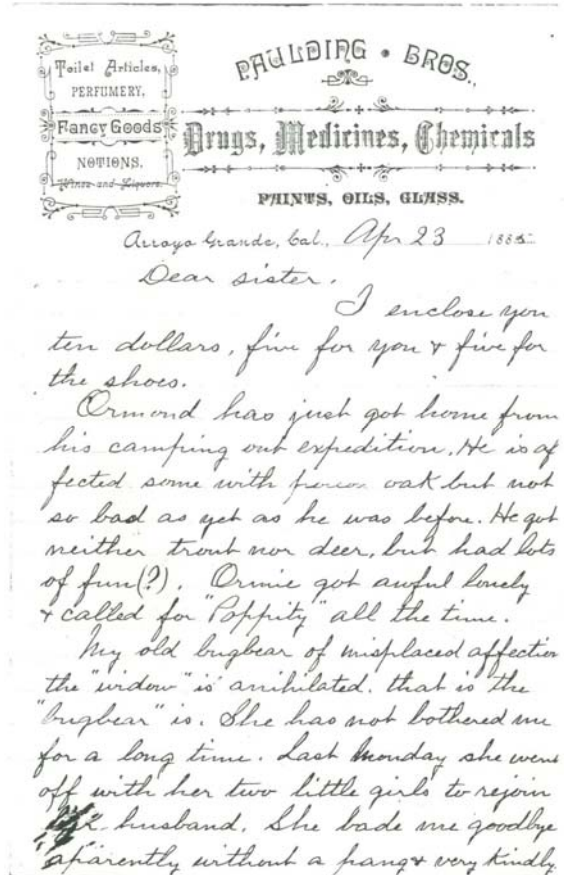 Toilet Articles,
PERFUMERY,
Fancy Goods
NOTIONS.
Wines and Liquors.
PAULDING • BROS.,
Drugs, Medicines, Chemicals
PAINTS, OILS, GLASS.
Arroyo Grande, Cal., Apr 23 1885
Dear sister.
I enclose you
ten dollars, five for you & five for
the shoes.
Ormond has just got home from
his camping out expedition. He is af
fected some with poison oak but not
so bad as yet as he was before. He got
neither trout nor deer, but had lots
of fun(?). Ormie got awful lonely
& called for "Poppity" all the time.
My old bugbear of misplaced affection
the "widow" is anihilated. that is the
"bugbear" is. She has not bothered me
for a long time. Last Monday she went
off with her two little girls to rejoin
husband. She bade me goodbye
aparently without a pang & very kindly.